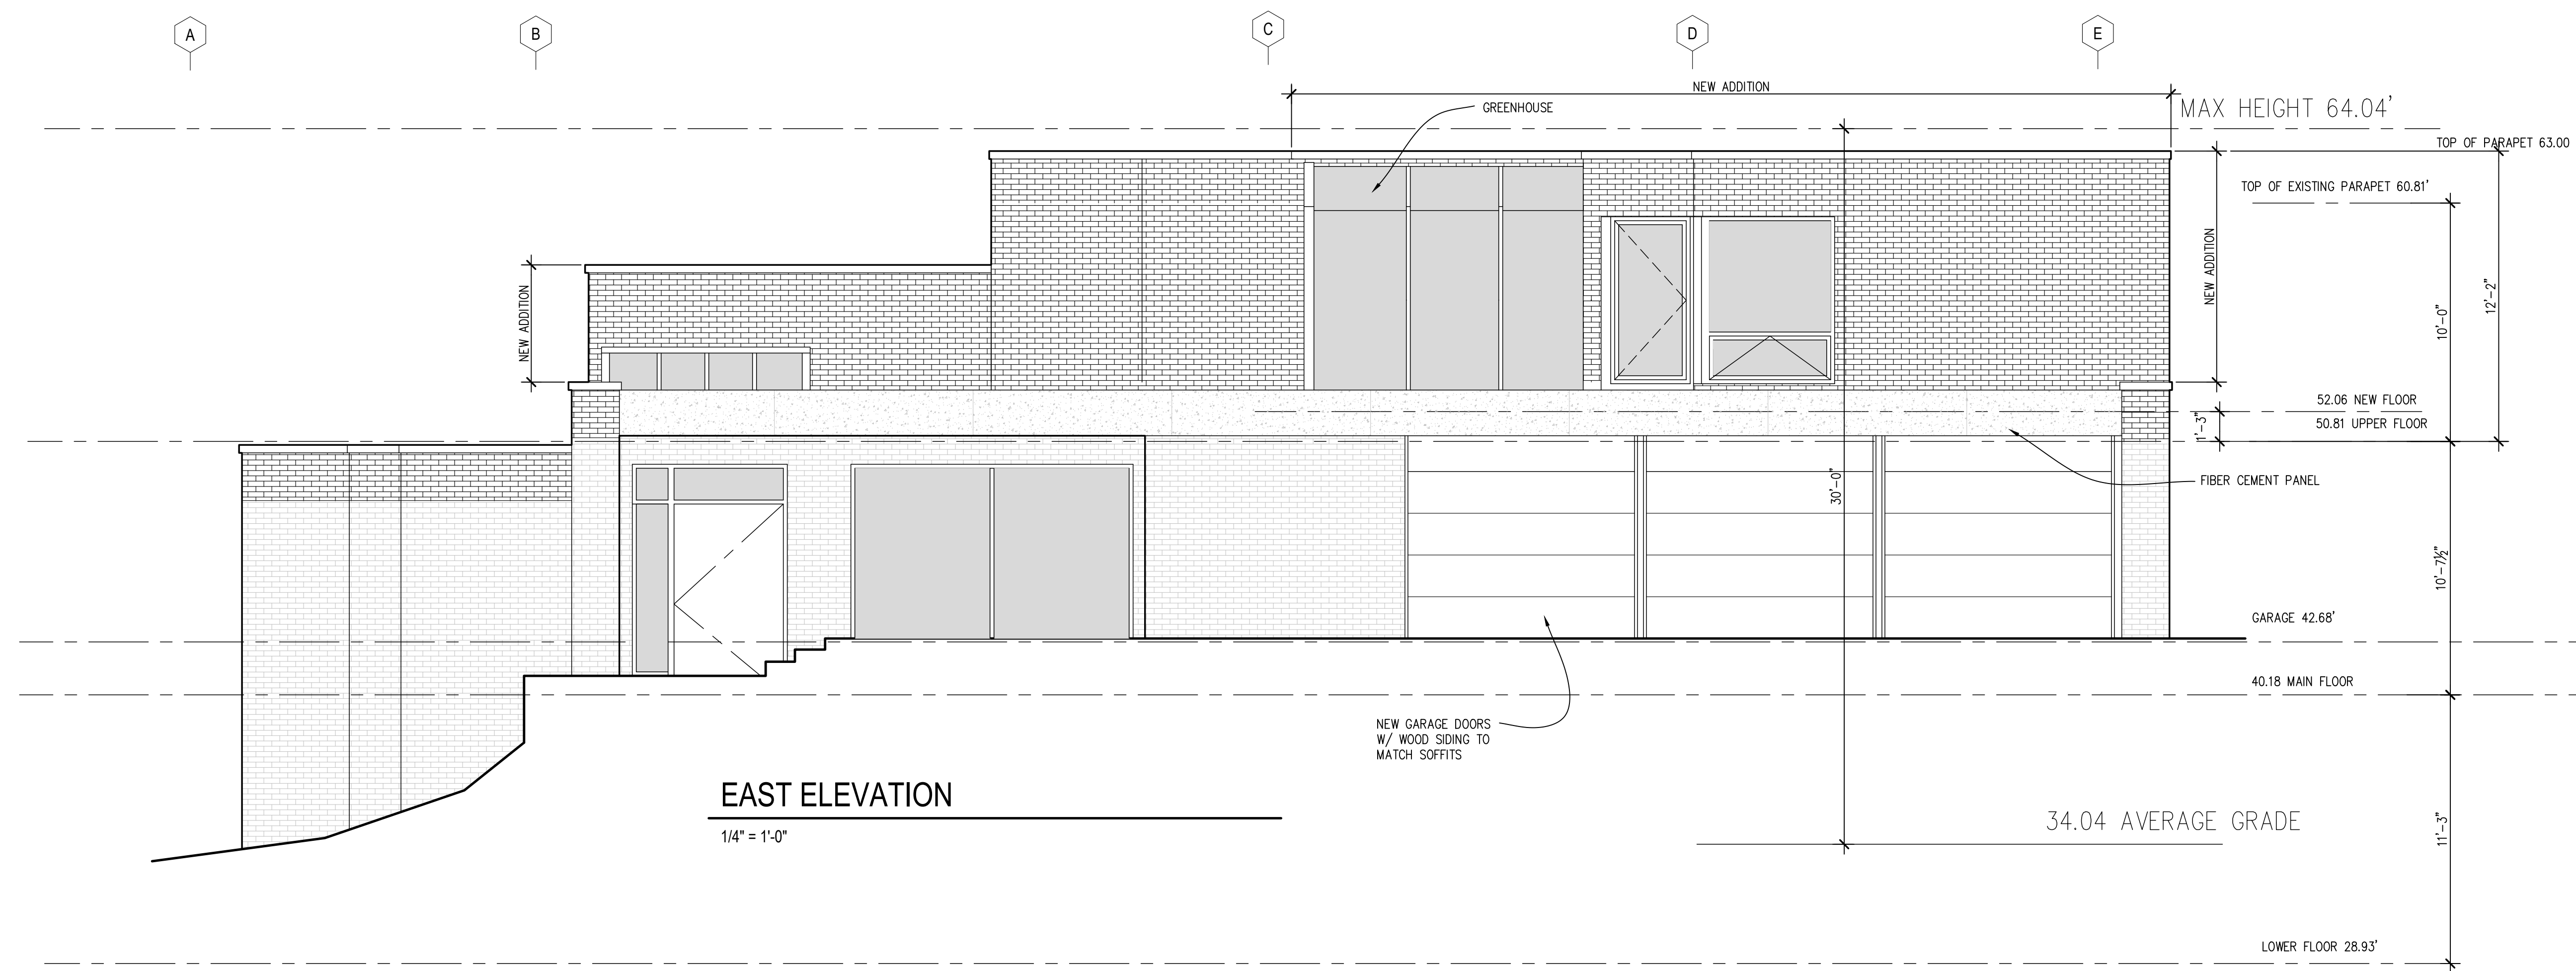 A
B
C
D
E
NEW ADDITION
GREENHOUSE
MAX HEIGHT 64.04'
TOP OF PARAPET 63.00
TOP OF EXISTING PARAPET 60.81'
NEW ADDITION
NEW ADDITION
10'-0"
12'-2"
52.06 NEW FLOOR
50.81 UPPER FLOOR
1'-3"
FIBER CEMENT PANEL
30'-0"
10'-7½"
GARAGE 42.68'
40.18 MAIN FLOOR
NEW GARAGE DOORS
W/ WOOD SIDING TO
MATCH SOFFITS
EAST ELEVATION
1/4" = 1'-0"
34.04 AVERAGE GRADE
11'-3"
LOWER FLOOR 28.93'